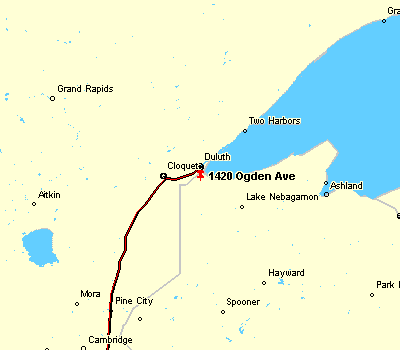 Gra
Grand Rapids
Two Harbors
Duluth
Cloquet
1420 Ogden Ave
Ashland
Aitkin
Lake Nebagamon
Hayward
Mora
Park
Pine City
Spooner
Cambridge